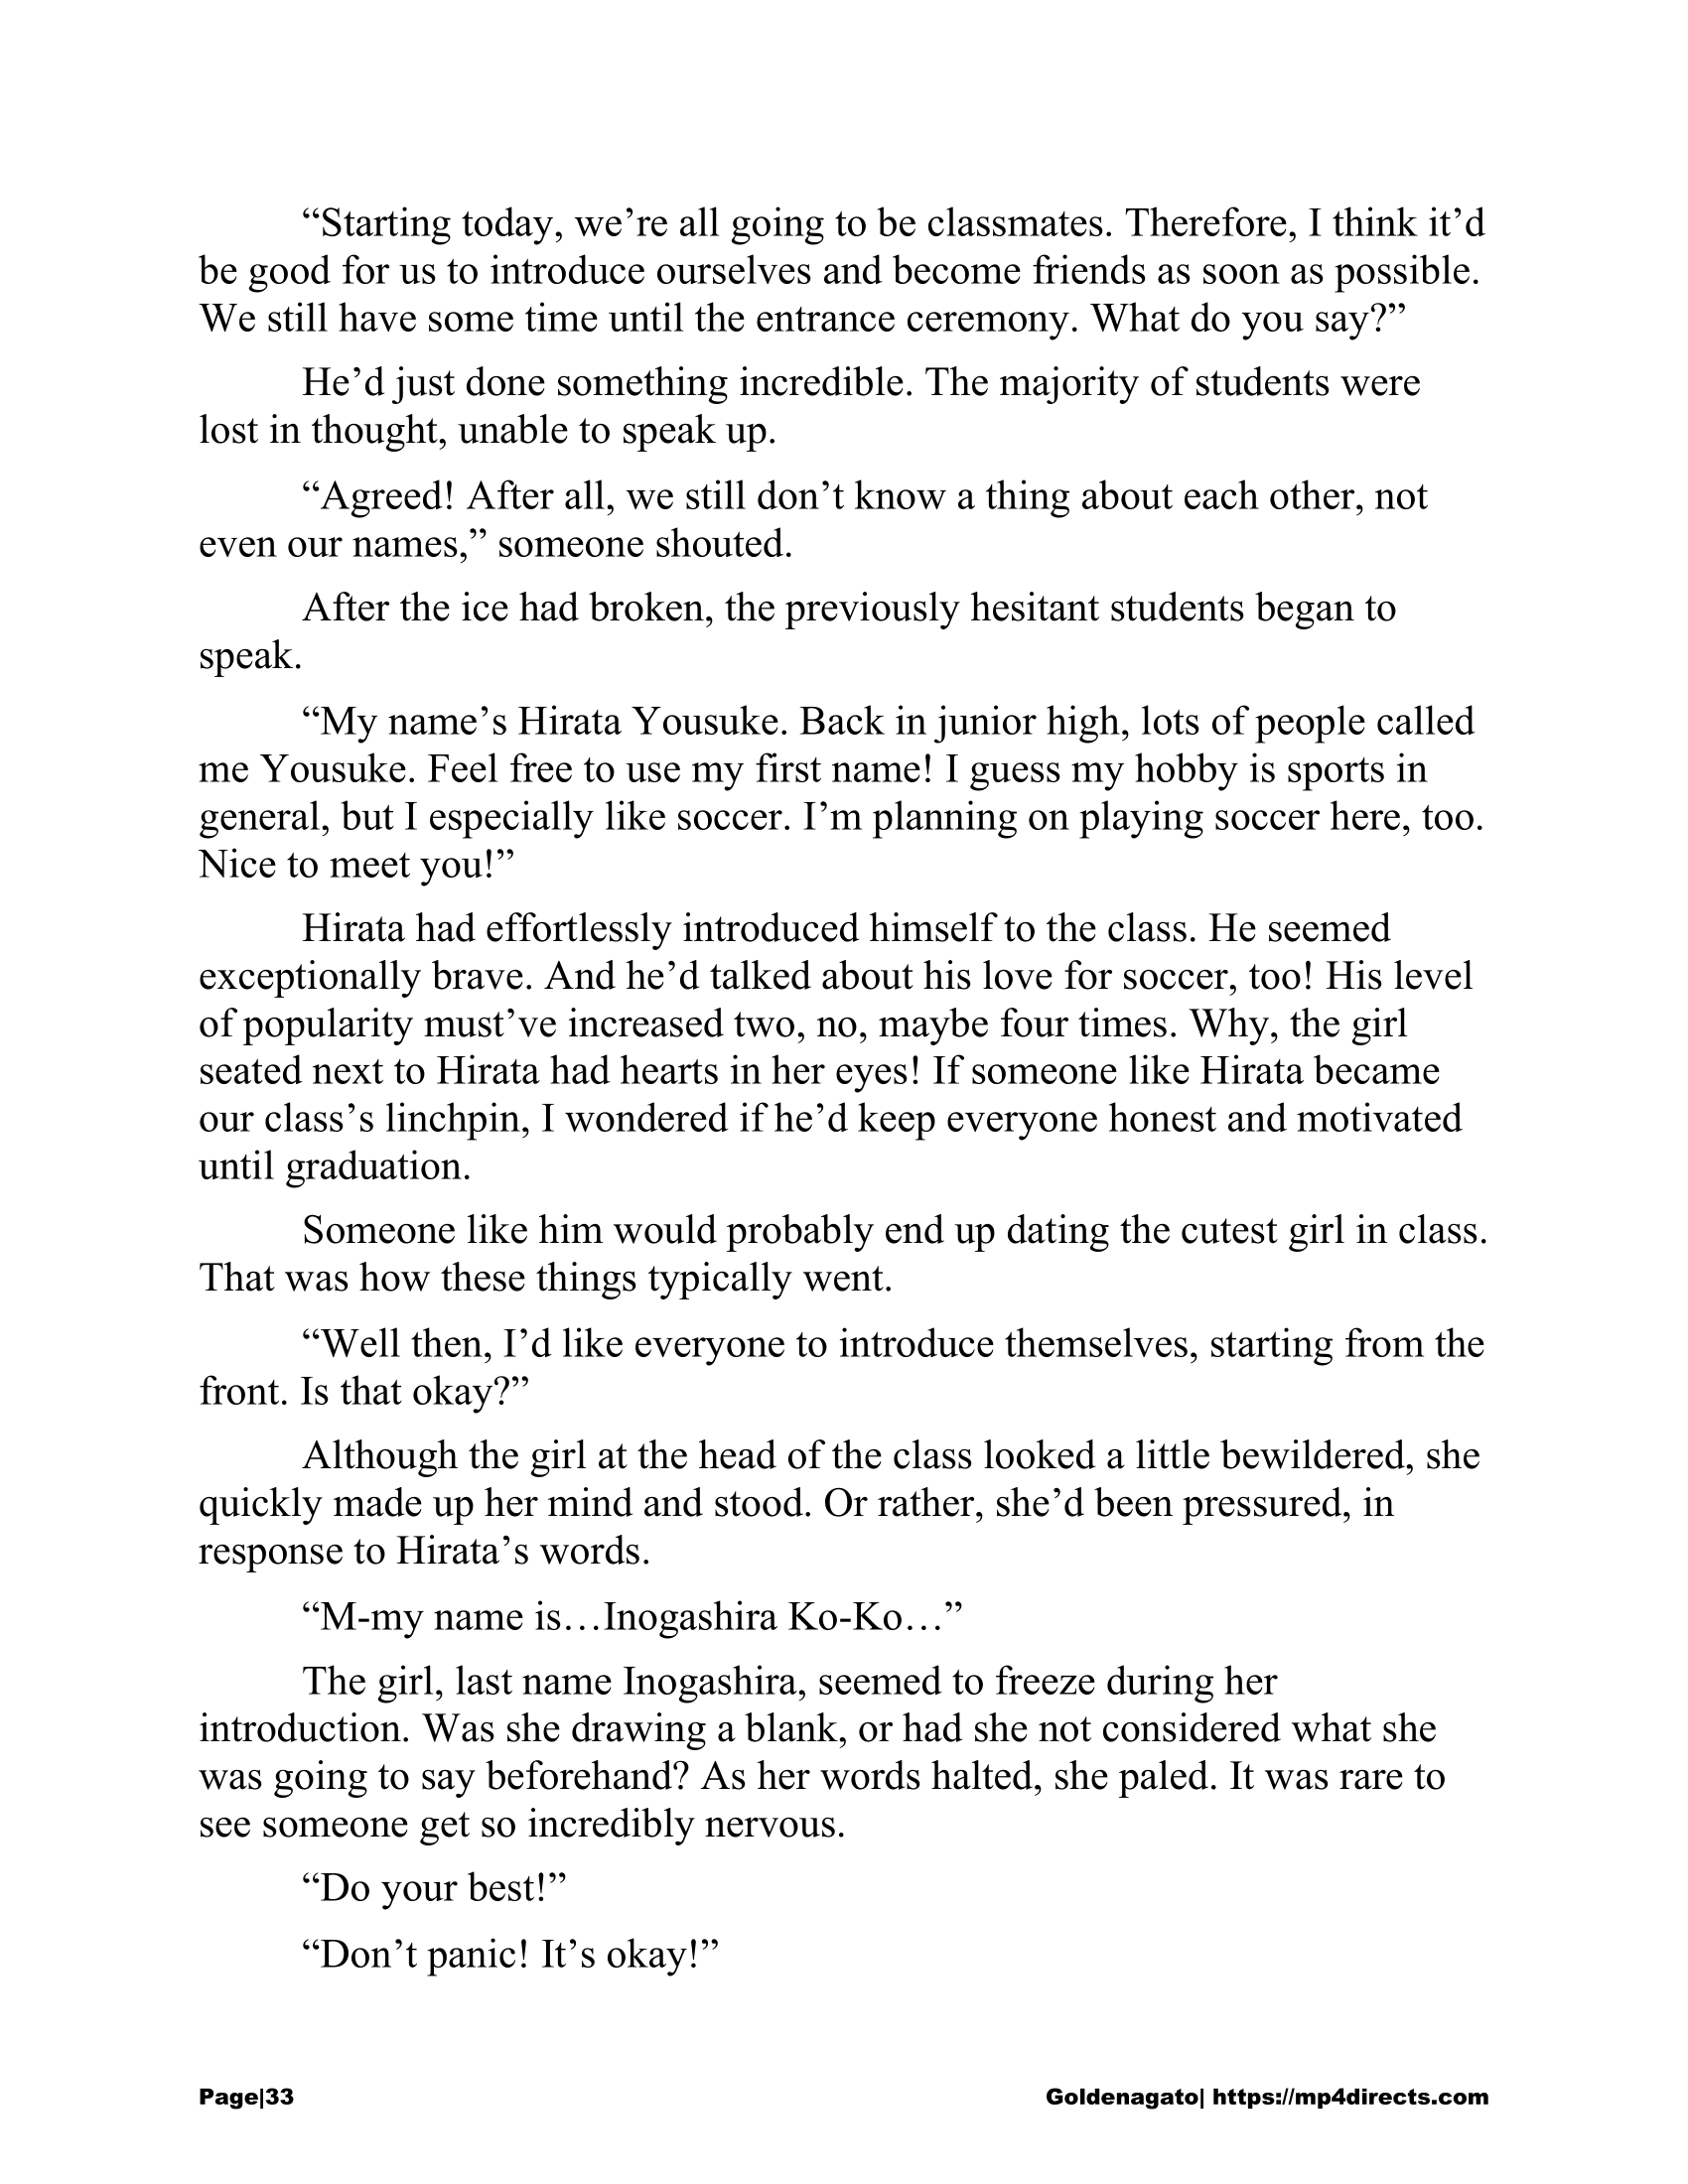 “Starting today, we’re all going to be classmates. Therefore, I think it’d
be good for us to introduce ourselves and become friends as soon as possible.
We still have some time until the entrance ceremony. What do you say?”
He’d just done something incredible. The majority of students were
lost in thought, unable to speak up.
“Agreed! After all, we still don’t know a thing about each other, not
even our names,” someone shouted.
After the ice had broken, the previously hesitant students began to
speak.
“My name’s Hirata Yousuke. Back in junior high, lots of people called
me Yousuke. Feel free to use my first name! I guess my hobby is sports in
general, but I especially like soccer. I’m planning on playing soccer here, too.
Nice to meet you!”
Hirata had effortlessly introduced himself to the class. He seemed
exceptionally brave. And he’d talked about his love for soccer, too! His level
of popularity must’ve increased two, no, maybe four times. Why, the girl
seated next to Hirata had hearts in her eyes! If someone like Hirata became
our class’s linchpin, I wondered if he’d keep everyone honest and motivated
until graduation.
Someone like him would probably end up dating the cutest girl in class.
That was how these things typically went.
“Well then, I’d like everyone to introduce themselves, starting from the
front. Is that okay?”
Although the girl at the head of the class looked a little bewildered, she
quickly made up her mind and stood. Or rather, she’d been pressured, in
response to Hirata’s words.
“M-my name is…Inogashira Ko-Ko…”
The girl, last name Inogashira, seemed to freeze during her
introduction. Was she drawing a blank, or had she not considered what she
was going to say beforehand? As her words halted, she paled. It was rare to
see someone get so incredibly nervous.
“Do your best!”
“Don’t panic! It’s okay!”
Page|33 Goldenagato| https://mp4directs.com